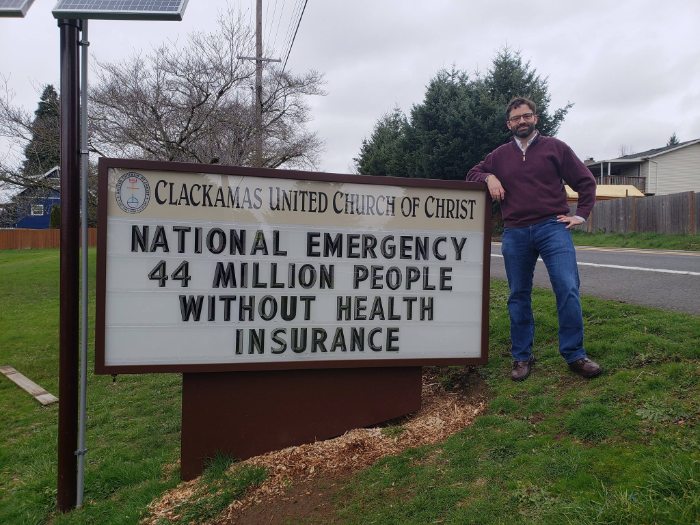 CLACKAMAS UNITED CHURCH OF CHRIST
NATIONAL EMERGENCY
44 MILLION PEOPLE
WITHOUT HEALTH
INSURANCE